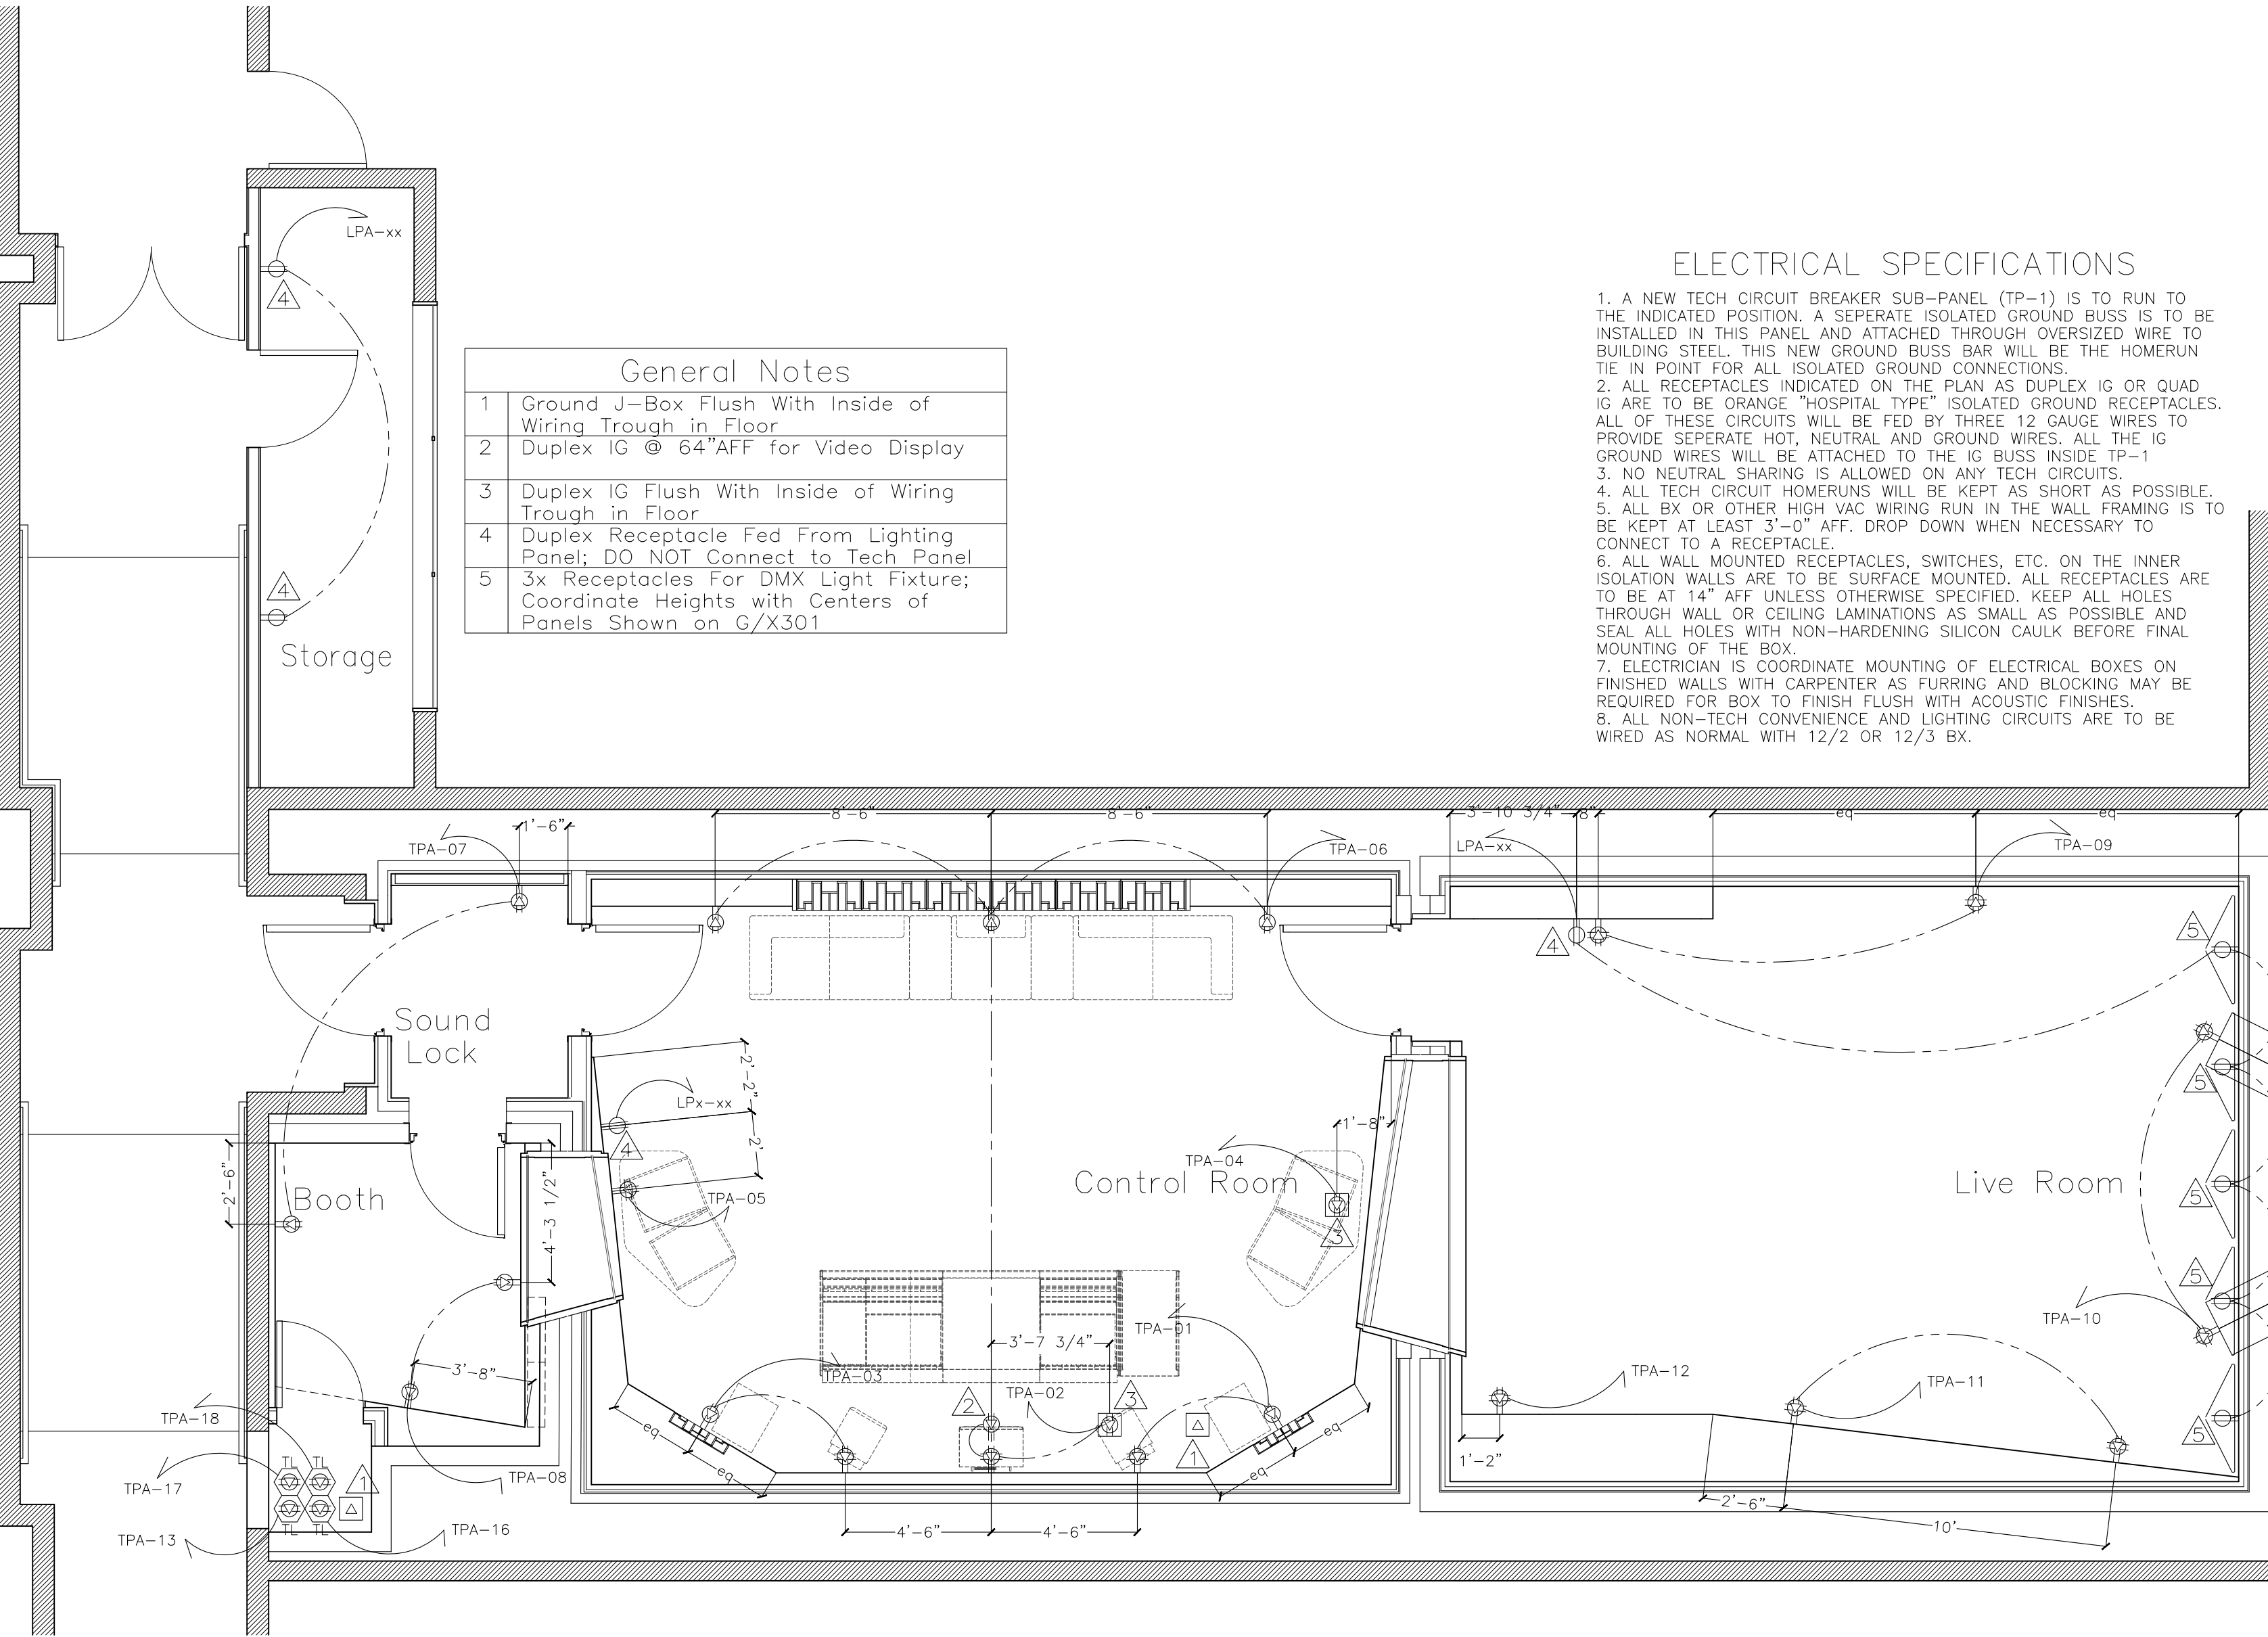 LPA-xx
4
4
Storage
General Notes
1 Ground J-Box Flush With Inside of
Wiring Trough in Floor
2 Duplex IG @ 64"AFF for Video Display
3 Duplex IG Flush With Inside of Wiring
Trough in Floor
4 Duplex Receptacle Fed From Lighting
Panel; DO NOT Connect to Tech Panel
5 3x Receptacles For DMX Light Fixture;
Coordinate Heights with Centers of
Panels Shown on G/X301
ELECTRICAL SPECIFICATIONS
1. A NEW TECH CIRCUIT BREAKER SUB-PANEL (TP-1) IS TO RUN TO
THE INDICATED POSITION. A SEPERATE ISOLATED GROUND BUSS IS TO BE
INSTALLED IN THIS PANEL AND ATTACHED THROUGH OVERSIZED WIRE TO
BUILDING STEEL. THIS NEW GROUND BUSS BAR WILL BE THE HOMERUN
TIE IN POINT FOR ALL ISOLATED GROUND CONNECTIONS.
2. ALL RECEPTACLES INDICATED ON THE PLAN AS DUPLEX IG OR QUAD
IG ARE TO BE ORANGE "HOSPITAL TYPE" ISOLATED GROUND RECEPTACLES.
ALL OF THESE CIRCUITS WILL BE FED BY THREE 12 GAUGE WIRES TO
PROVIDE SEPERATE HOT, NEUTRAL AND GROUND WIRES. ALL THE IG
GROUND WIRES WILL BE ATTACHED TO THE IG BUSS INSIDE TP-1
3. NO NEUTRAL SHARING IS ALLOWED ON ANY TECH CIRCUITS.
4. ALL TECH CIRCUIT HOMERUNS WILL BE KEPT AS SHORT AS POSSIBLE.
5. ALL BX OR OTHER HIGH VAC WIRING RUN IN THE WALL FRAMING IS TO
BE KEPT AT LEAST 3'-0" AFF. DROP DOWN WHEN NECESSARY TO
CONNECT TO A RECEPTACLE.
6. ALL WALL MOUNTED RECEPTACLES, SWITCHES, ETC. ON THE INNER
ISOLATION WALLS ARE TO BE SURFACE MOUNTED. ALL RECEPTACLES ARE
TO BE AT 14" AFF UNLESS OTHERWISE SPECIFIED. KEEP ALL HOLES
THROUGH WALL OR CEILING LAMINATIONS AS SMALL AS POSSIBLE AND
SEAL ALL HOLES WITH NON-HARDENING SILICON CAULK BEFORE FINAL
MOUNTING OF THE BOX.
7. ELECTRICIAN IS COORDINATE MOUNTING OF ELECTRICAL BOXES ON
FINISHED WALLS WITH CARPENTER AS FURRING AND BLOCKING MAY BE
REQUIRED FOR BOX TO FINISH FLUSH WITH ACOUSTIC FINISHES.
8. ALL NON-TECH CONVENIENCE AND LIGHTING CIRCUITS ARE TO BE
WIRED AS NORMAL WITH 12/2 OR 12/3 BX.
8'-6" 8'-6" 3'-10 3/4" 8" eq eq
1'-6"
TPA-07 TPA-06 LPA-xx TPA-09
4
5
Sound
Lock
2'-2"
LPx-xx
5
4
2'
1'-8"
TPA-04
Control Room
Live Room
2'-6"
Booth
TPA-05
4'-3 1/2"
3
5
5
TPA-10
TPA-01
3'-7 3/4"
3'-8"
TPA-03
TPA-02
TPA-12
TPA-11
TPA-18
2
3
eq
eq
5
1
TPA-17
TL TL
1
TPA-08
eq
eq
1'-2"
2'-6"
10'
TPA-13
TL TL
TPA-16
4'-6" 4'-6"